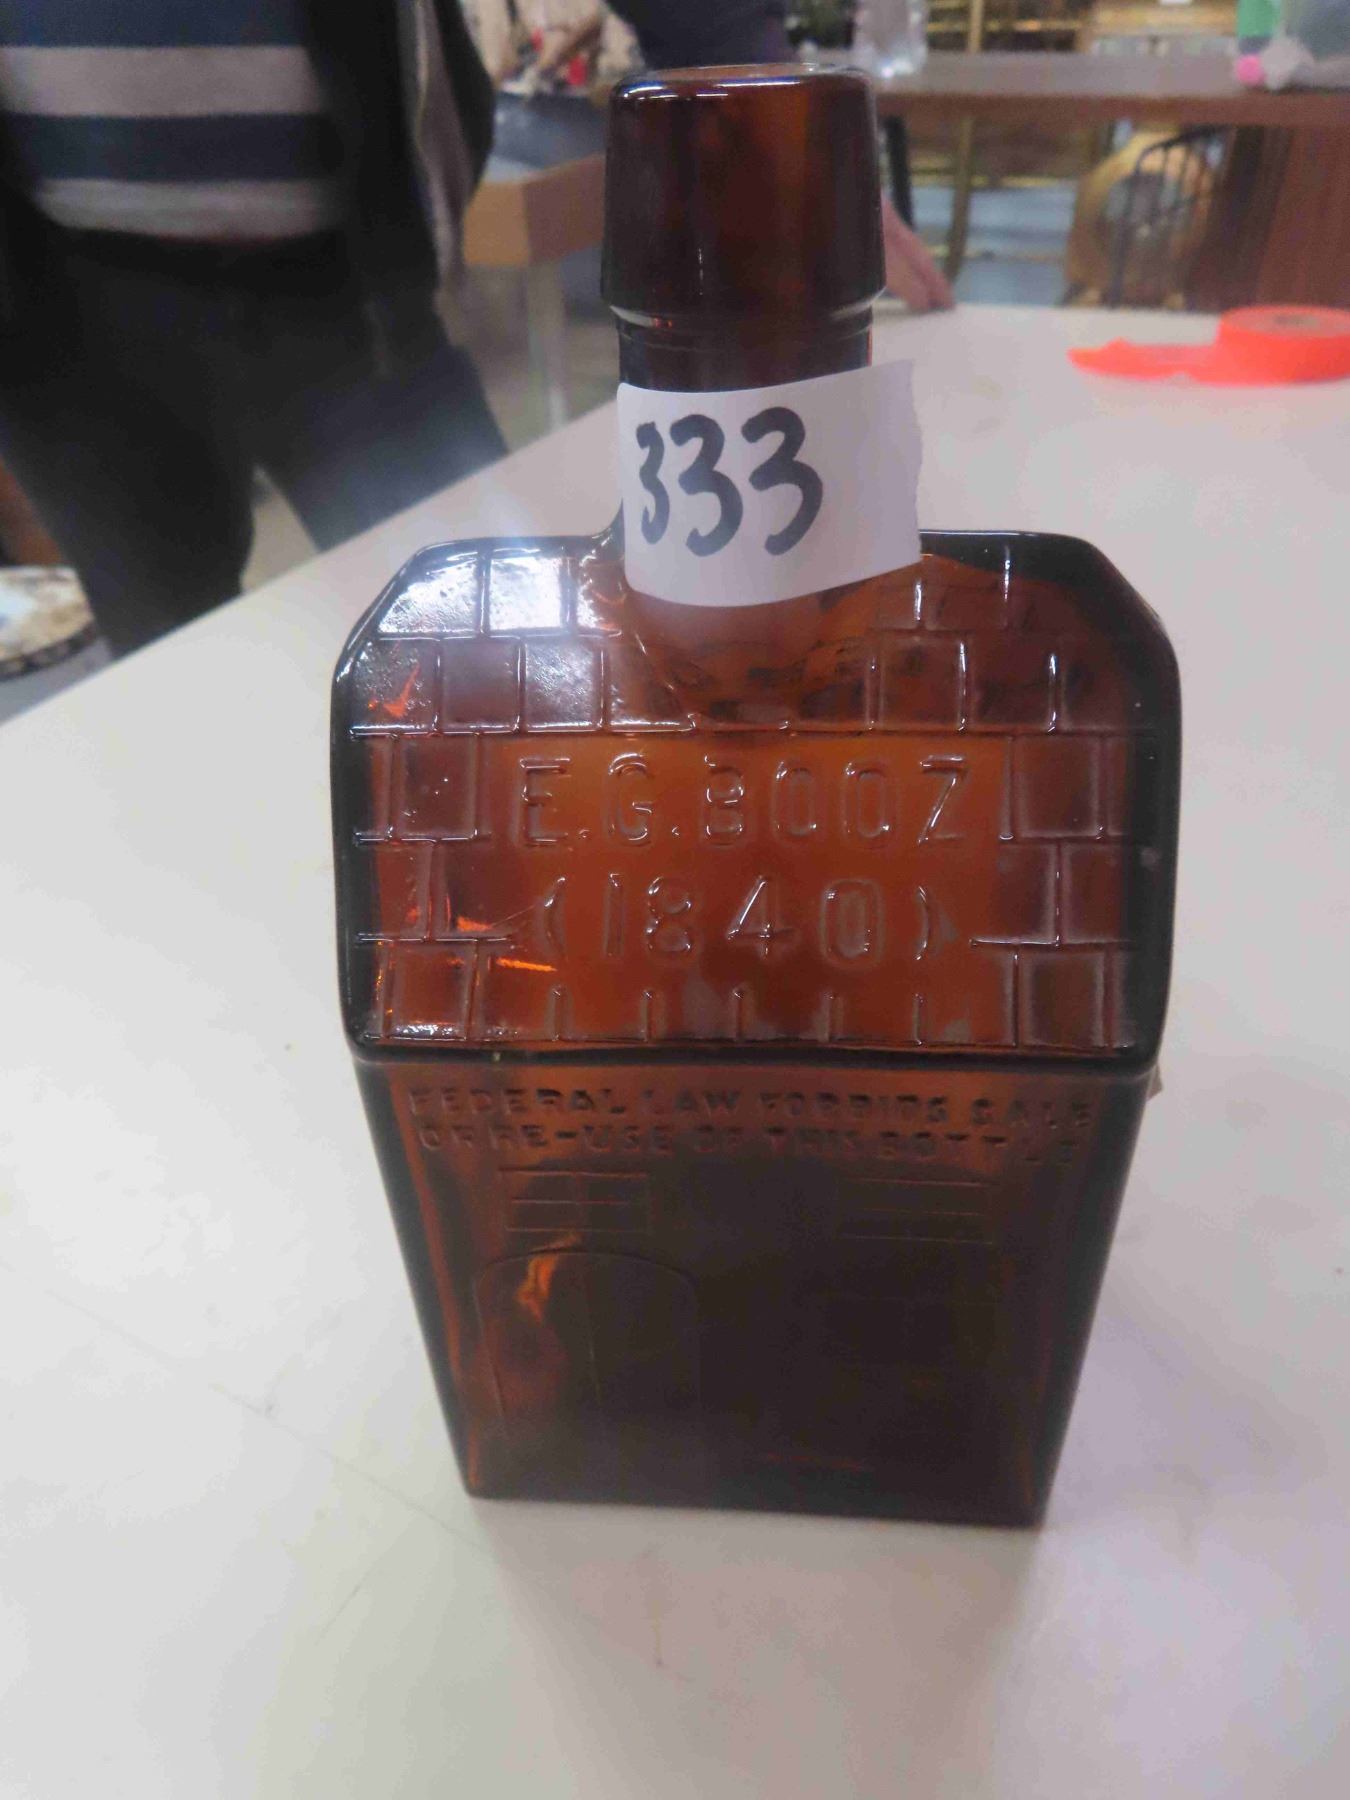 333
E.G.BOOZ
(1840)
FEDERAL LAW FORBIDS SALE
OR RE-USE OF THIS BOTTLE